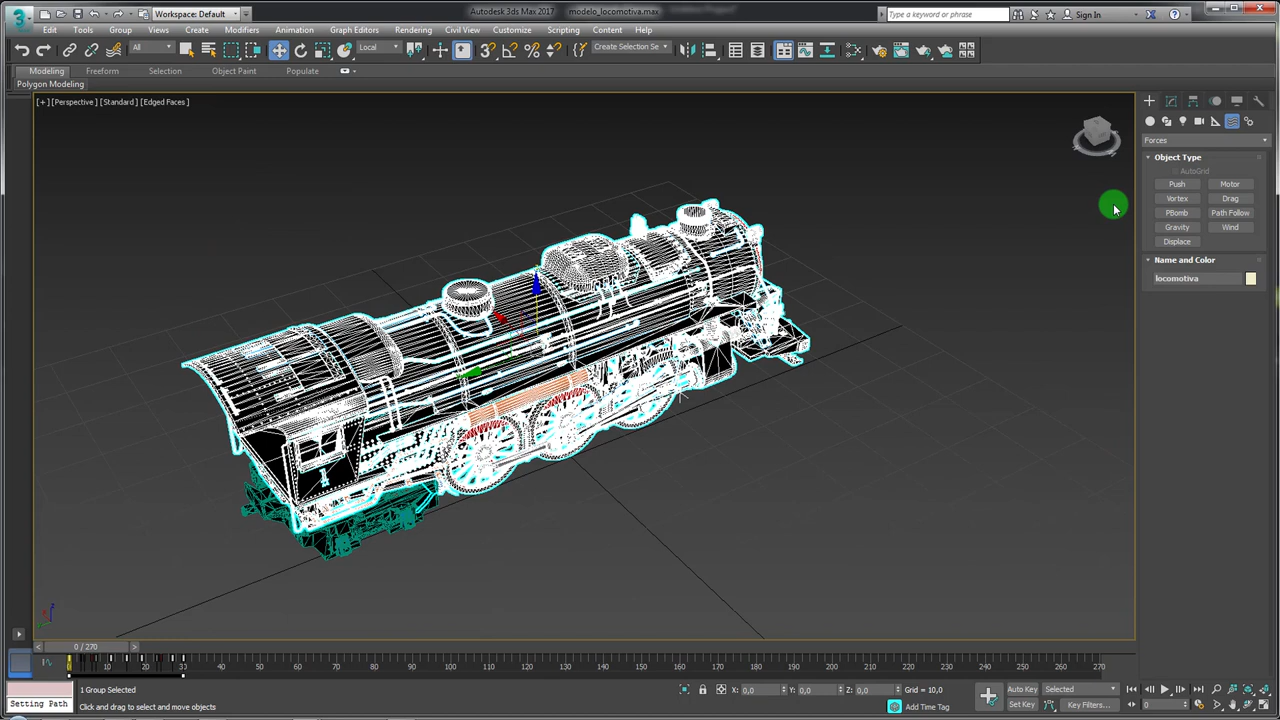 Workspace: Default
Autodesk 3ds Max 2017 modelo_locomotiva.max
Type a keyword or phrase
Sign In
Edit Tools Group Views Create Modifiers Animation Graph Editors Rendering Civil View Customize Scripting Content Help
All Local Create Selection Se
Modeling Freeform Selection Object Paint Populate
Polygon Modeling
[+] [Perspective] [Standard] [Edged Faces]
Forces
Object Type
AutoGrid
Push Motor
Vortex Drag
PBomb Path Follow
Gravity Wind
Displace
Name and Color
locomotiva
0 / 270
0 10 20 30 40 50 60 70 80 90 100 110 120 130 140 150 160 170 180 190 200 210 220 230 240 250 260 270
1 Group Selected X: 0,0 Y: 0,0 Z: 0,0 Grid = 10,0 Auto Key Selected
Setting Path Click and drag to select and move objects Add Time Tag Set Key Key Filters... 0